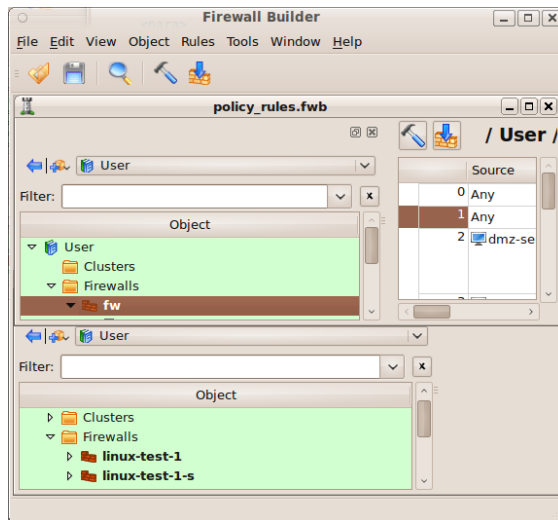 Firewall Builder
File Edit View Object Rules Tools Window Help
policy_rules.fwb
/ User /
User
Source
Filter:
0 Any
Object
1 Any
User
2 dmz-se
Clusters
Firewalls
fw
User
Filter:
Object
Clusters
Firewalls
linux-test-1
linux-test-1-s